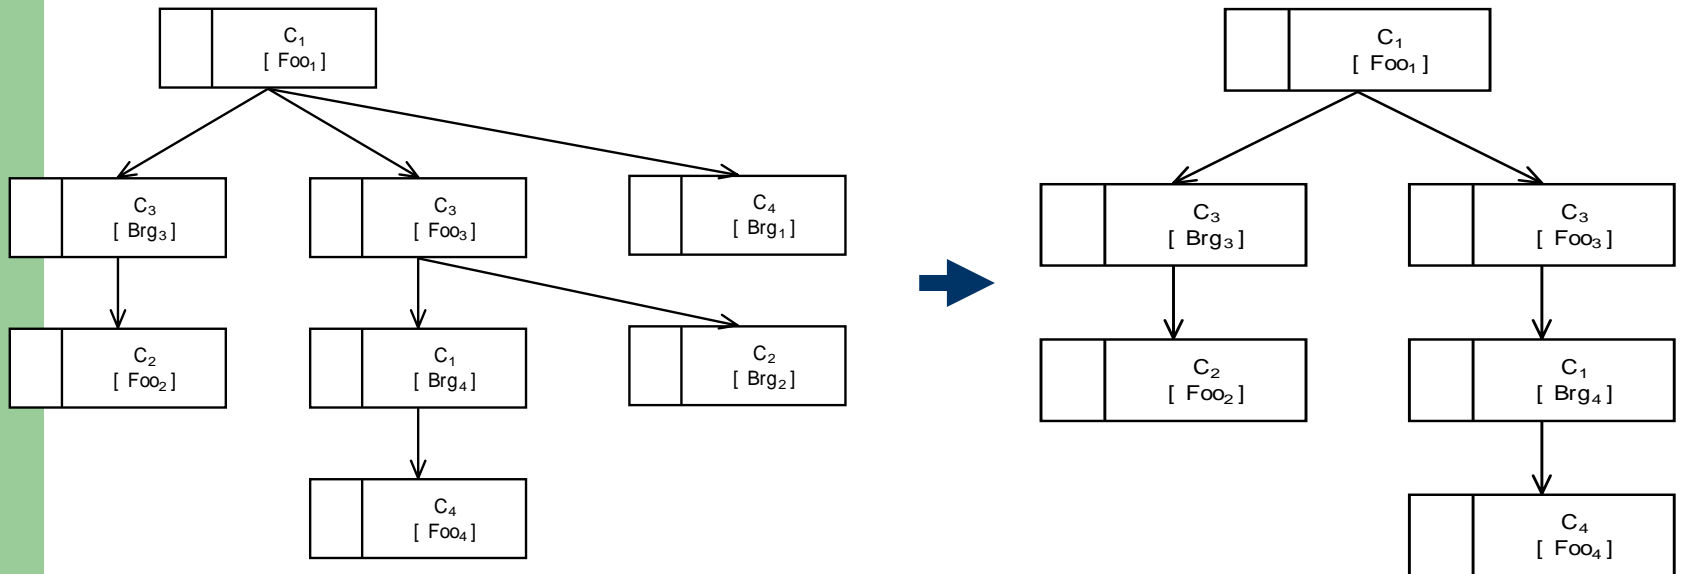 C₁
[ Foo₁ ]
C₃
[ Brg₃ ]
C₃
[ Foo₃ ]
C₄
[ Brg₁ ]
C₂
[ Foo₂ ]
C₁
[ Brg₄ ]
C₂
[ Brg₂ ]
C₄
[ Foo₄ ]
C₁
[ Foo₁ ]
C₃
[ Brg₃ ]
C₃
[ Foo₃ ]
C₂
[ Foo₂ ]
C₁
[ Brg₄ ]
C₄
[ Foo₄ ]